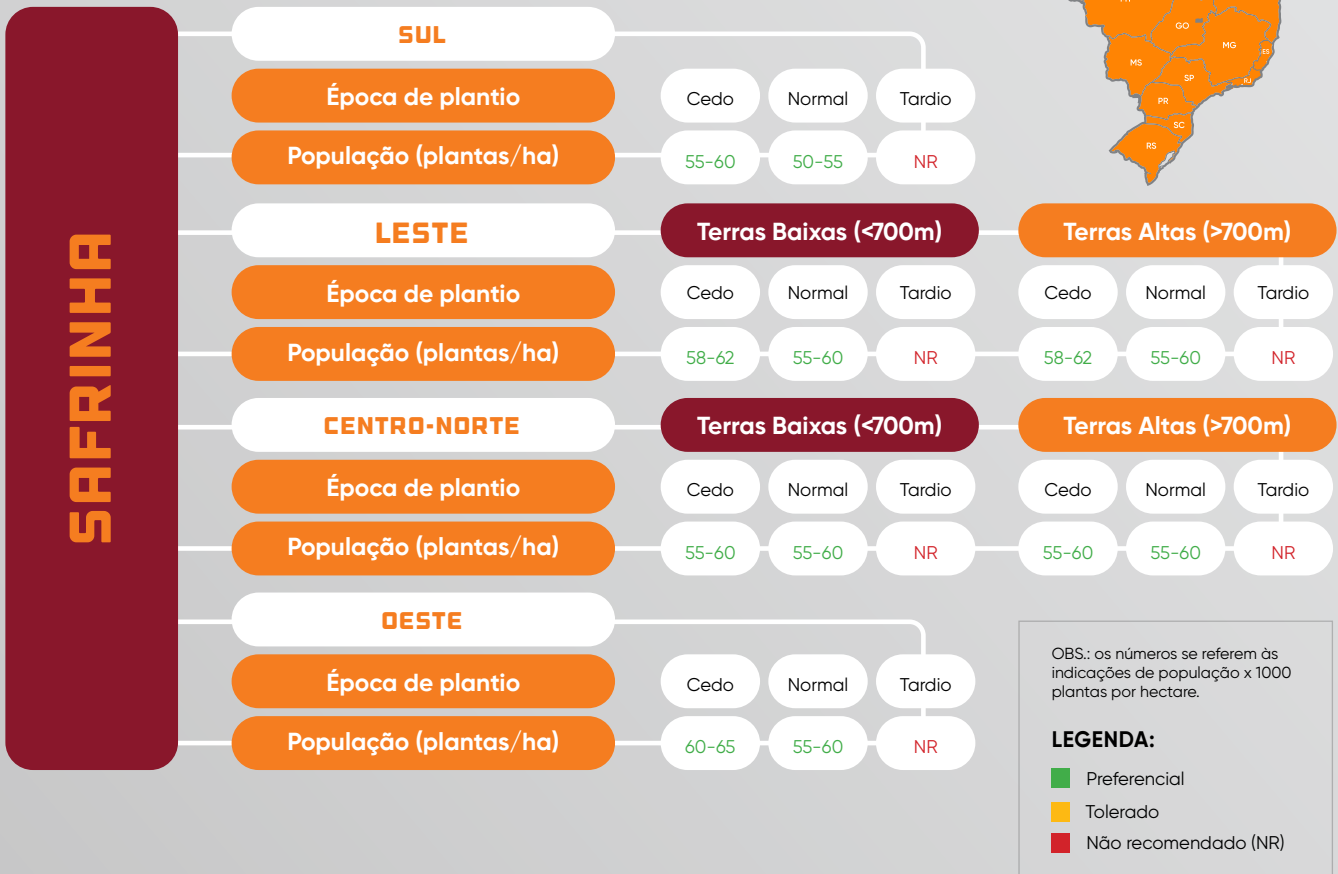 SAFRINHA
SUL
Época de plantio
Cedo Normal Tardio
População (plantas/ha)
55-60 50-55 NR
LESTE
Terras Baixas (<700m) Terras Altas (>700m)
Época de plantio
Cedo Normal Tardio Cedo Normal Tardio
População (plantas/ha)
58-62 55-60 NR 58-62 55-60 NR
CENTRO-NORTE
Terras Baixas (<700m) Terras Altas (>700m)
Época de plantio
Cedo Normal Tardio Cedo Normal Tardio
População (plantas/ha)
55-60 55-60 NR 55-60 55-60 NR
OESTE
Época de plantio
Cedo Normal Tardio
População (plantas/ha)
60-65 55-60 NR
GO
MG
ES
MS
SP
RJ
PR
SC
RS
OBS.: os números se referem às
indicações de população x 1000
plantas por hectare.
LEGENDA:
Preferencial
Tolerado
Não recomendado (NR)